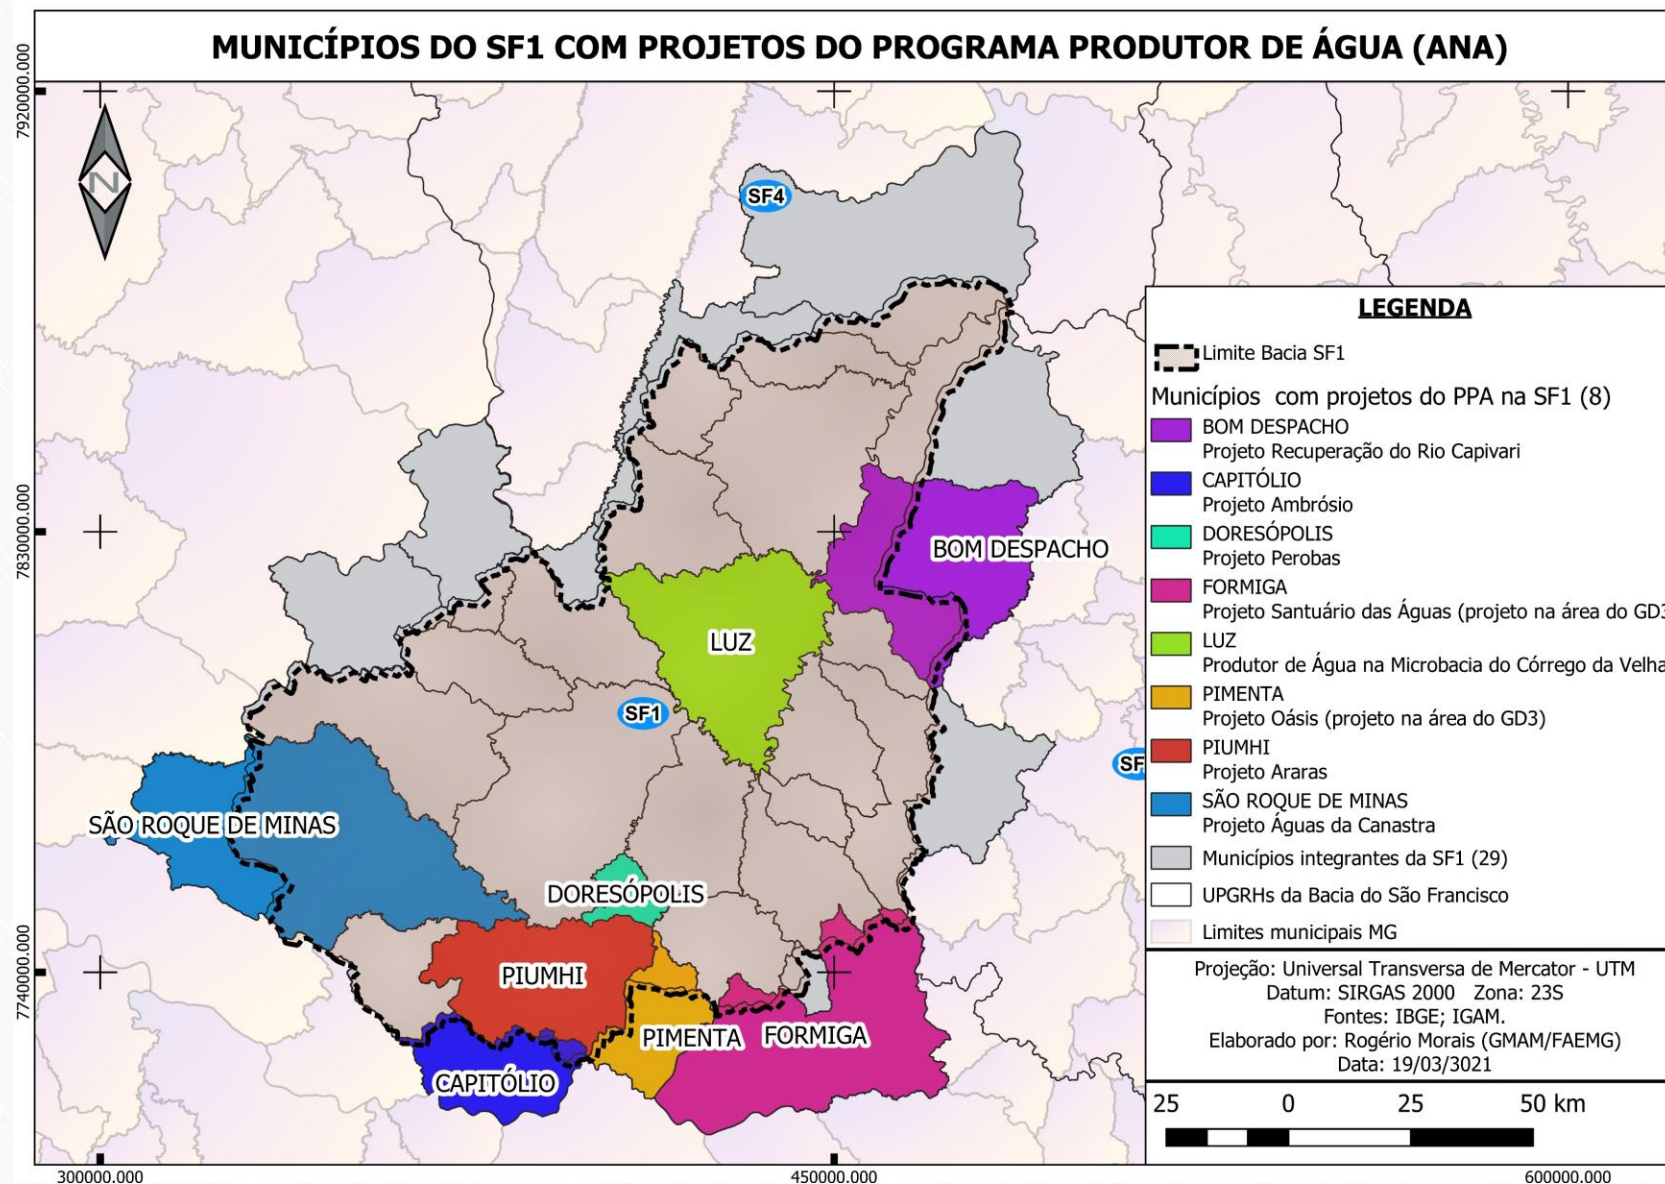 MUNICÍPIOS DO SF1 COM PROJETOS DO PROGRAMA PRODUTOR DE ÁGUA (ANA)
7920000.000
7830000.000
7740000.000
300000.000
450000.000
600000.000
N
SF4
SF1
SF
BOM DESPACHO
LUZ
SÃO ROQUE DE MINAS
DORESÓPOLIS
PIUMHI
PIMENTA
FORMIGA
CAPITÓLIO
LEGENDA
Limite Bacia SF1
Municípios com projetos do PPA na SF1 (8)
BOM DESPACHO
Projeto Recuperação do Rio Capivari
CAPITÓLIO
Projeto Ambrósio
DORESÓPOLIS
Projeto Perobas
FORMIGA
Projeto Santuário das Águas (projeto na área do GD3
LUZ
Produtor de Água na Microbacia do Córrego da Velha
PIMENTA
Projeto Oásis (projeto na área do GD3)
PIUMHI
Projeto Araras
SÃO ROQUE DE MINAS
Projeto Águas da Canastra
Municípios integrantes da SF1 (29)
UPGRHs da Bacia do São Francisco
Limites municipais MG
Projeção: Universal Transversa de Mercator - UTM
Datum: SIRGAS 2000 Zona: 23S
Fontes: IBGE; IGAM.
Elaborado por: Rogério Morais (GMAM/FAEMG)
Data: 19/03/3021
25 0 25 50 km